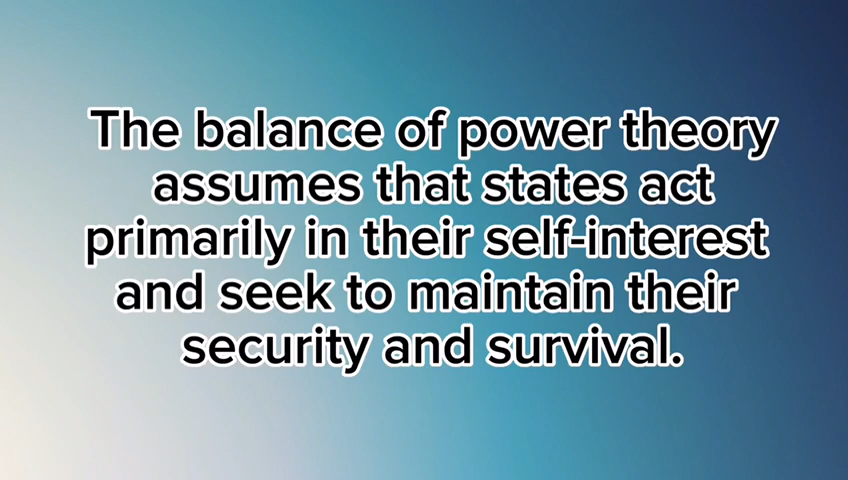 The balance of power theory
assumes that states act
primarily in their self-interest
and seek to maintain their
security and survival.